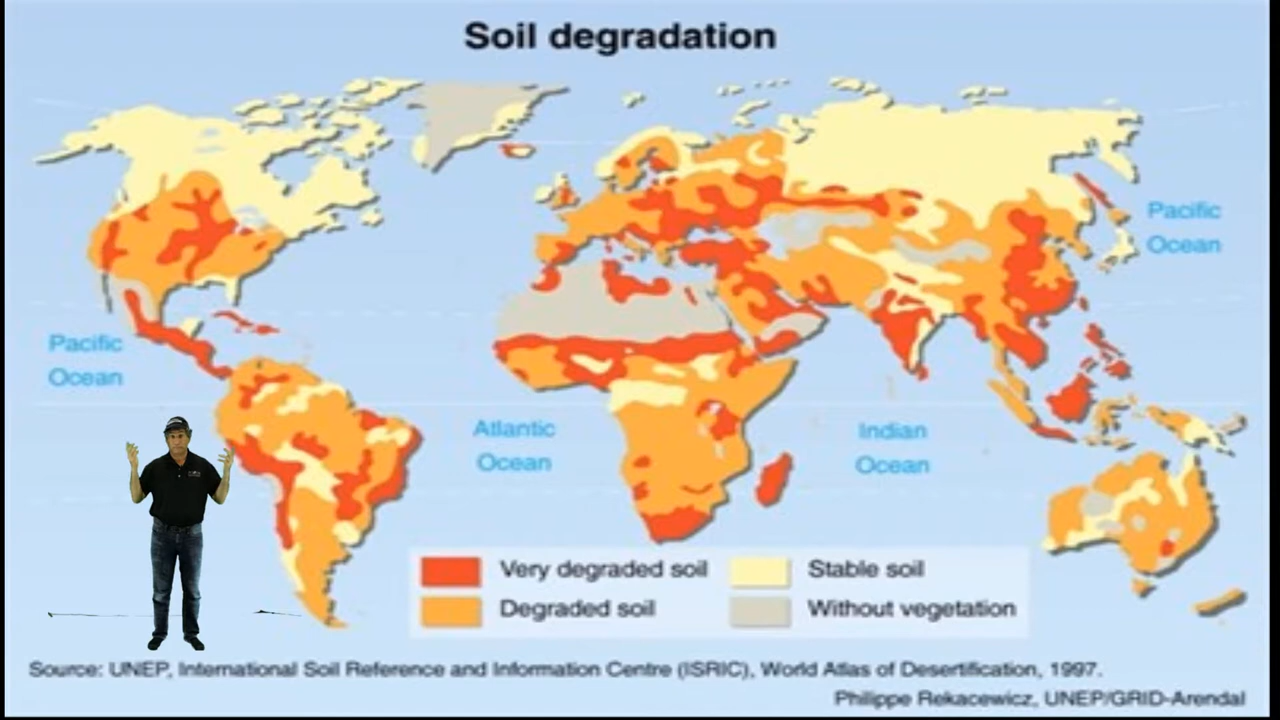 Soil degradation
Pacific
Ocean
Pacific
Ocean
Atlantic
Ocean
Indian
Ocean
Very degraded soil
Stable soil
Degraded soil
Without vegetation
Source: UNEP, International Soil Reference and Information Centre (ISRIC), World Atlas of Desertification, 1997.
Philippe Rekacewicz, UNEP/GRID-Arendal